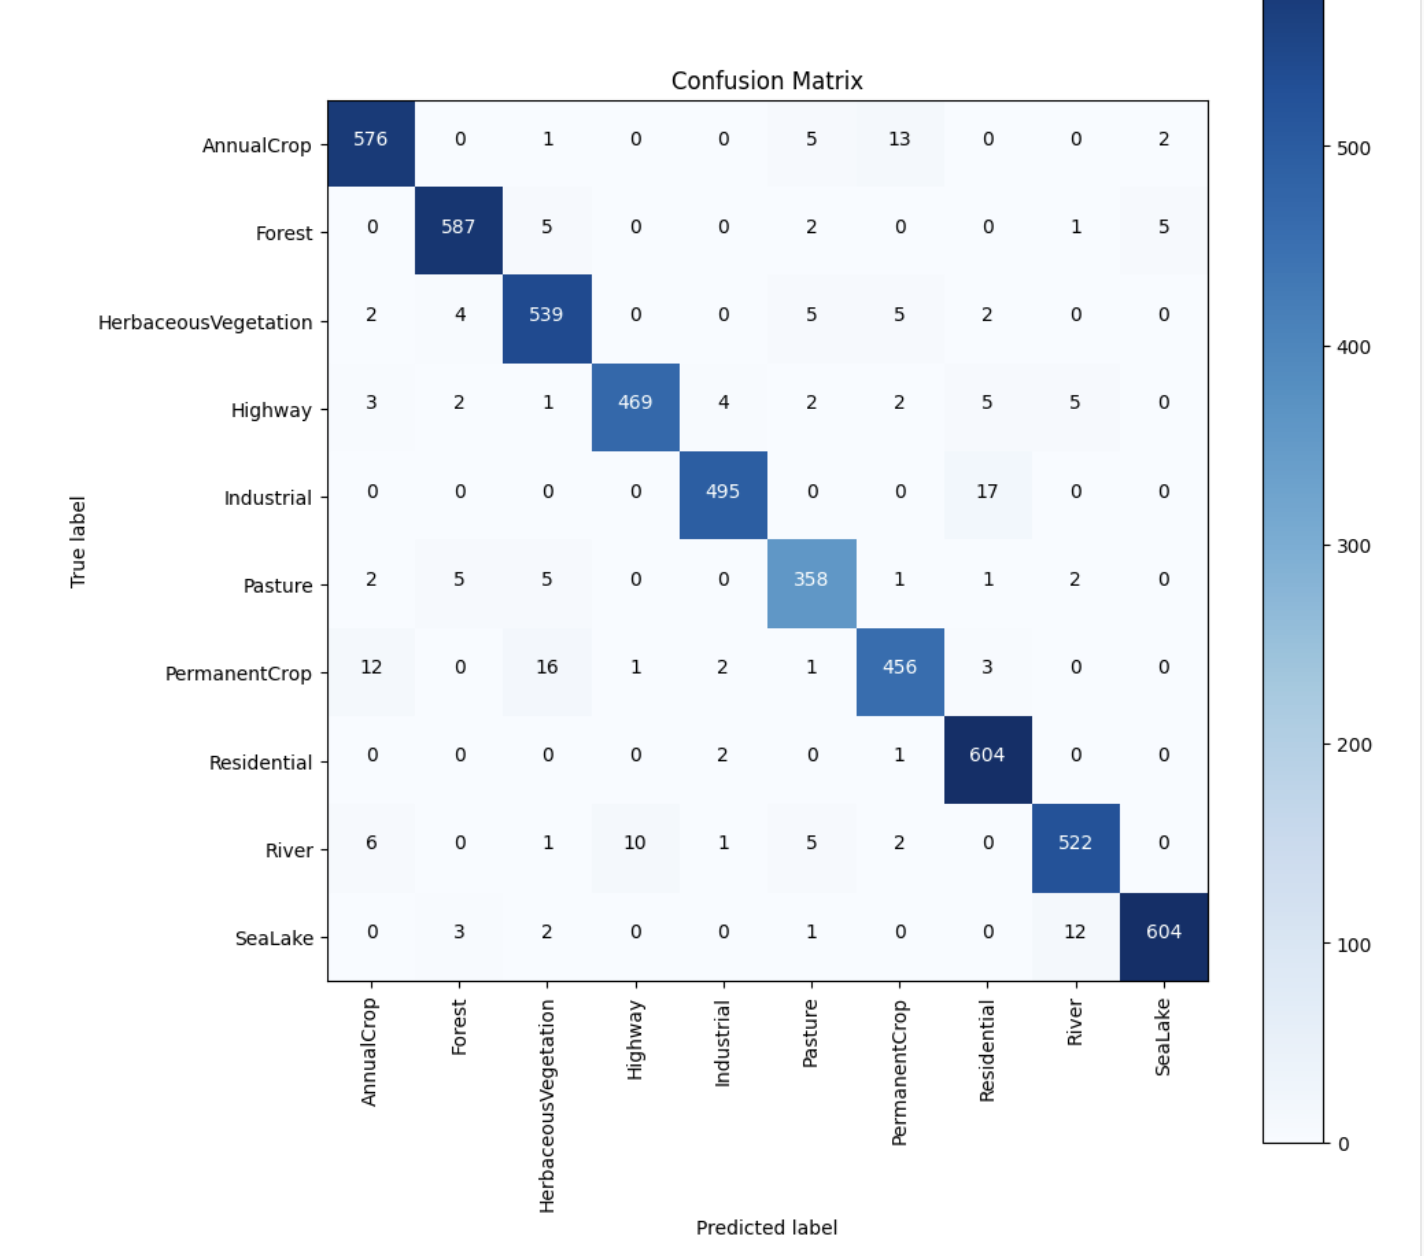 Confusion Matrix
True label
AnnualCrop 576 0 1 0 0 5 13 0 0 2
Forest 0 587 5 0 0 2 0 0 1 5
HerbaceousVegetation 2 4 539 0 0 5 5 2 0 0
Highway 3 2 1 469 4 2 2 5 5 0
Industrial 0 0 0 0 495 0 0 17 0 0
Pasture 2 5 5 0 0 358 1 1 2 0
PermanentCrop 12 0 16 1 2 1 456 3 0 0
Residential 0 0 0 0 2 0 1 604 0 0
River 6 0 1 10 1 5 2 0 522 0
SeaLake 0 3 2 0 0 1 0 0 12 604
AnnualCrop
Forest
HerbaceousVegetation
Highway
Industrial
Pasture
PermanentCrop
Residential
River
SeaLake
Predicted label
500
400
300
200
100
0